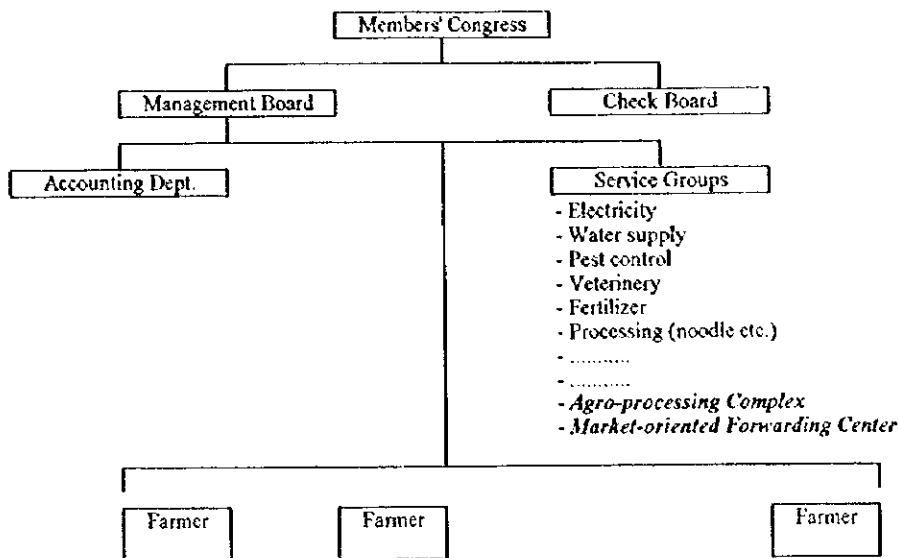 Members' Congress
Management Board
Check Board
Accounting Dept.
Service Groups
- Electricity
- Water supply
- Pest control
- Veterinery
- Fertilizer
- Processing (noodle etc.)
- ...........
- ...........
- Agro-processing Complex
- Market-oriented Forwarding Center
Farmer
Farmer
Farmer